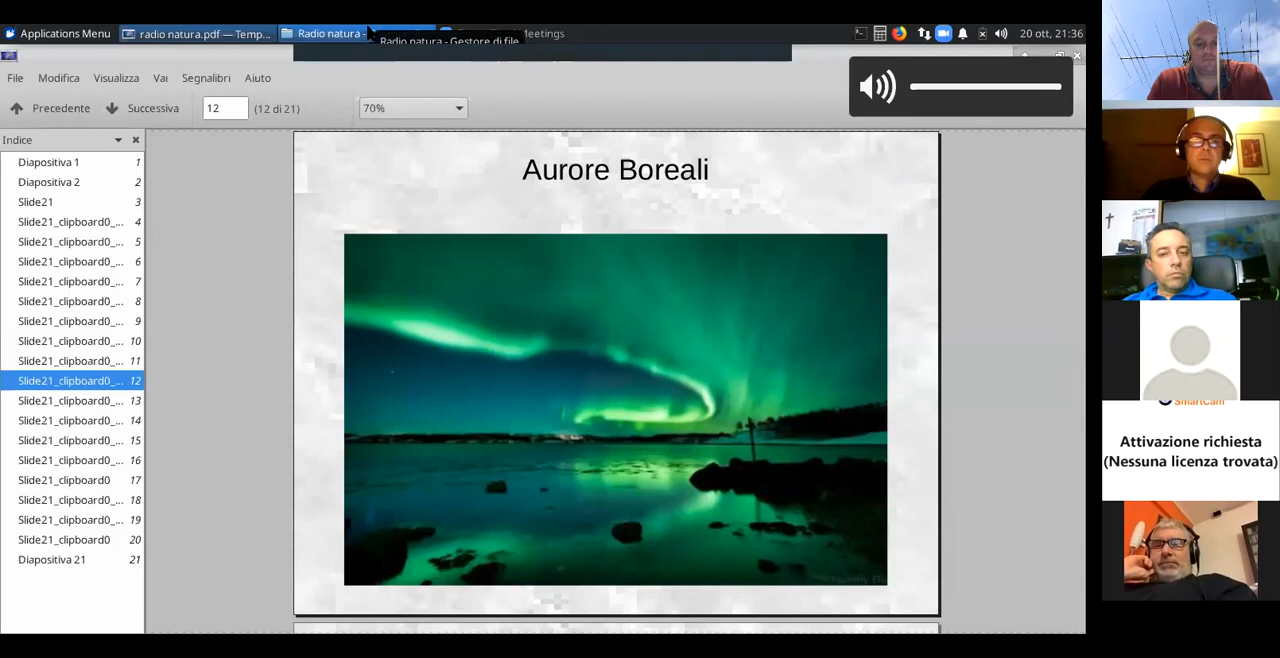 Applications Menu
radio natura.pdf — Temp...
Radio natura -
Meetings
20 ott, 21:36
Radio natura - Gestore di file
File Modifica Visualizza Vai Segnalibri Aiuto
Precedente Successiva 12 (12 di 21) 70%
Indice
Diapositiva 1 1
Diapositiva 2 2
Slide21 3
Slide21_clipboard0_... 4
Slide21_clipboard0_... 5
Slide21_clipboard0_... 6
Slide21_clipboard0_... 7
Slide21_clipboard0_... 8
Slide21_clipboard0_... 9
Slide21_clipboard0_... 10
Slide21_clipboard0_... 11
Slide21_clipboard0_... 12
Slide21_clipboard0_... 13
Slide21_clipboard0_... 14
Slide21_clipboard0_... 15
Slide21_clipboard0_... 16
Slide21_clipboard0 17
Slide21_clipboard0_... 18
Slide21_clipboard0_... 19
Slide21_clipboard0 20
Diapositiva 21 21
Aurore Boreali
SmartCam
Attivazione richiesta
(Nessuna licenza trovata)